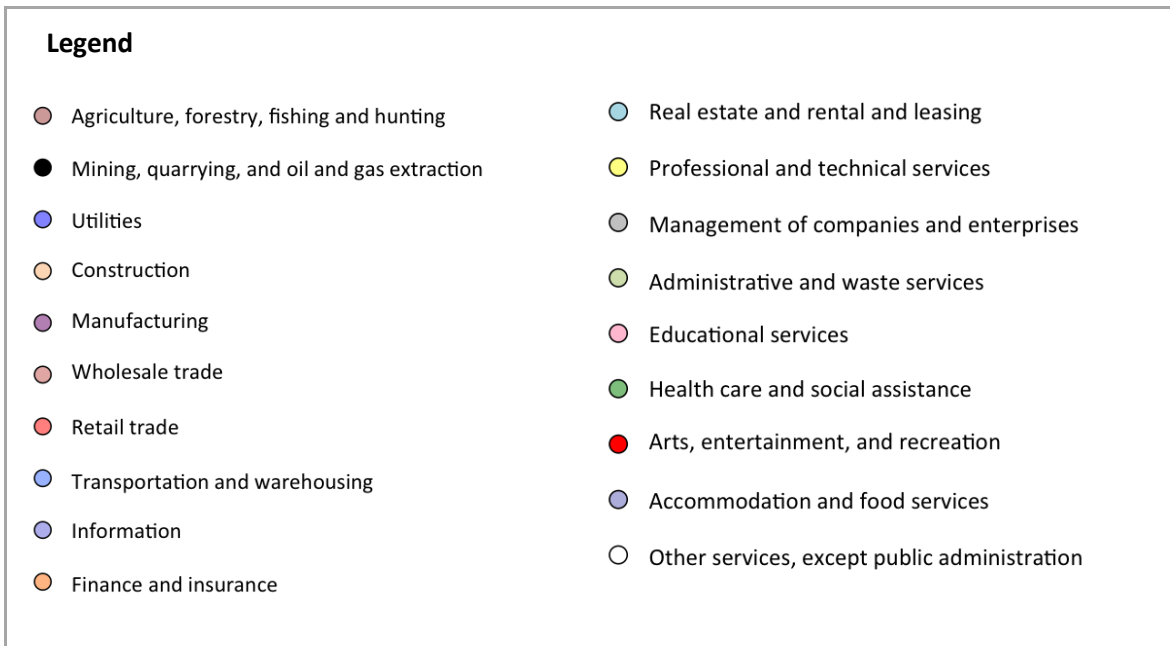 Legend
Agriculture, forestry, fishing and hunting
Mining, quarrying, and oil and gas extraction
Utilities
Construction
Manufacturing
Wholesale trade
Retail trade
Transportation and warehousing
Information
Finance and insurance
Real estate and rental and leasing
Professional and technical services
Management of companies and enterprises
Administrative and waste services
Educational services
Health care and social assistance
Arts, entertainment, and recreation
Accommodation and food services
Other services, except public administration